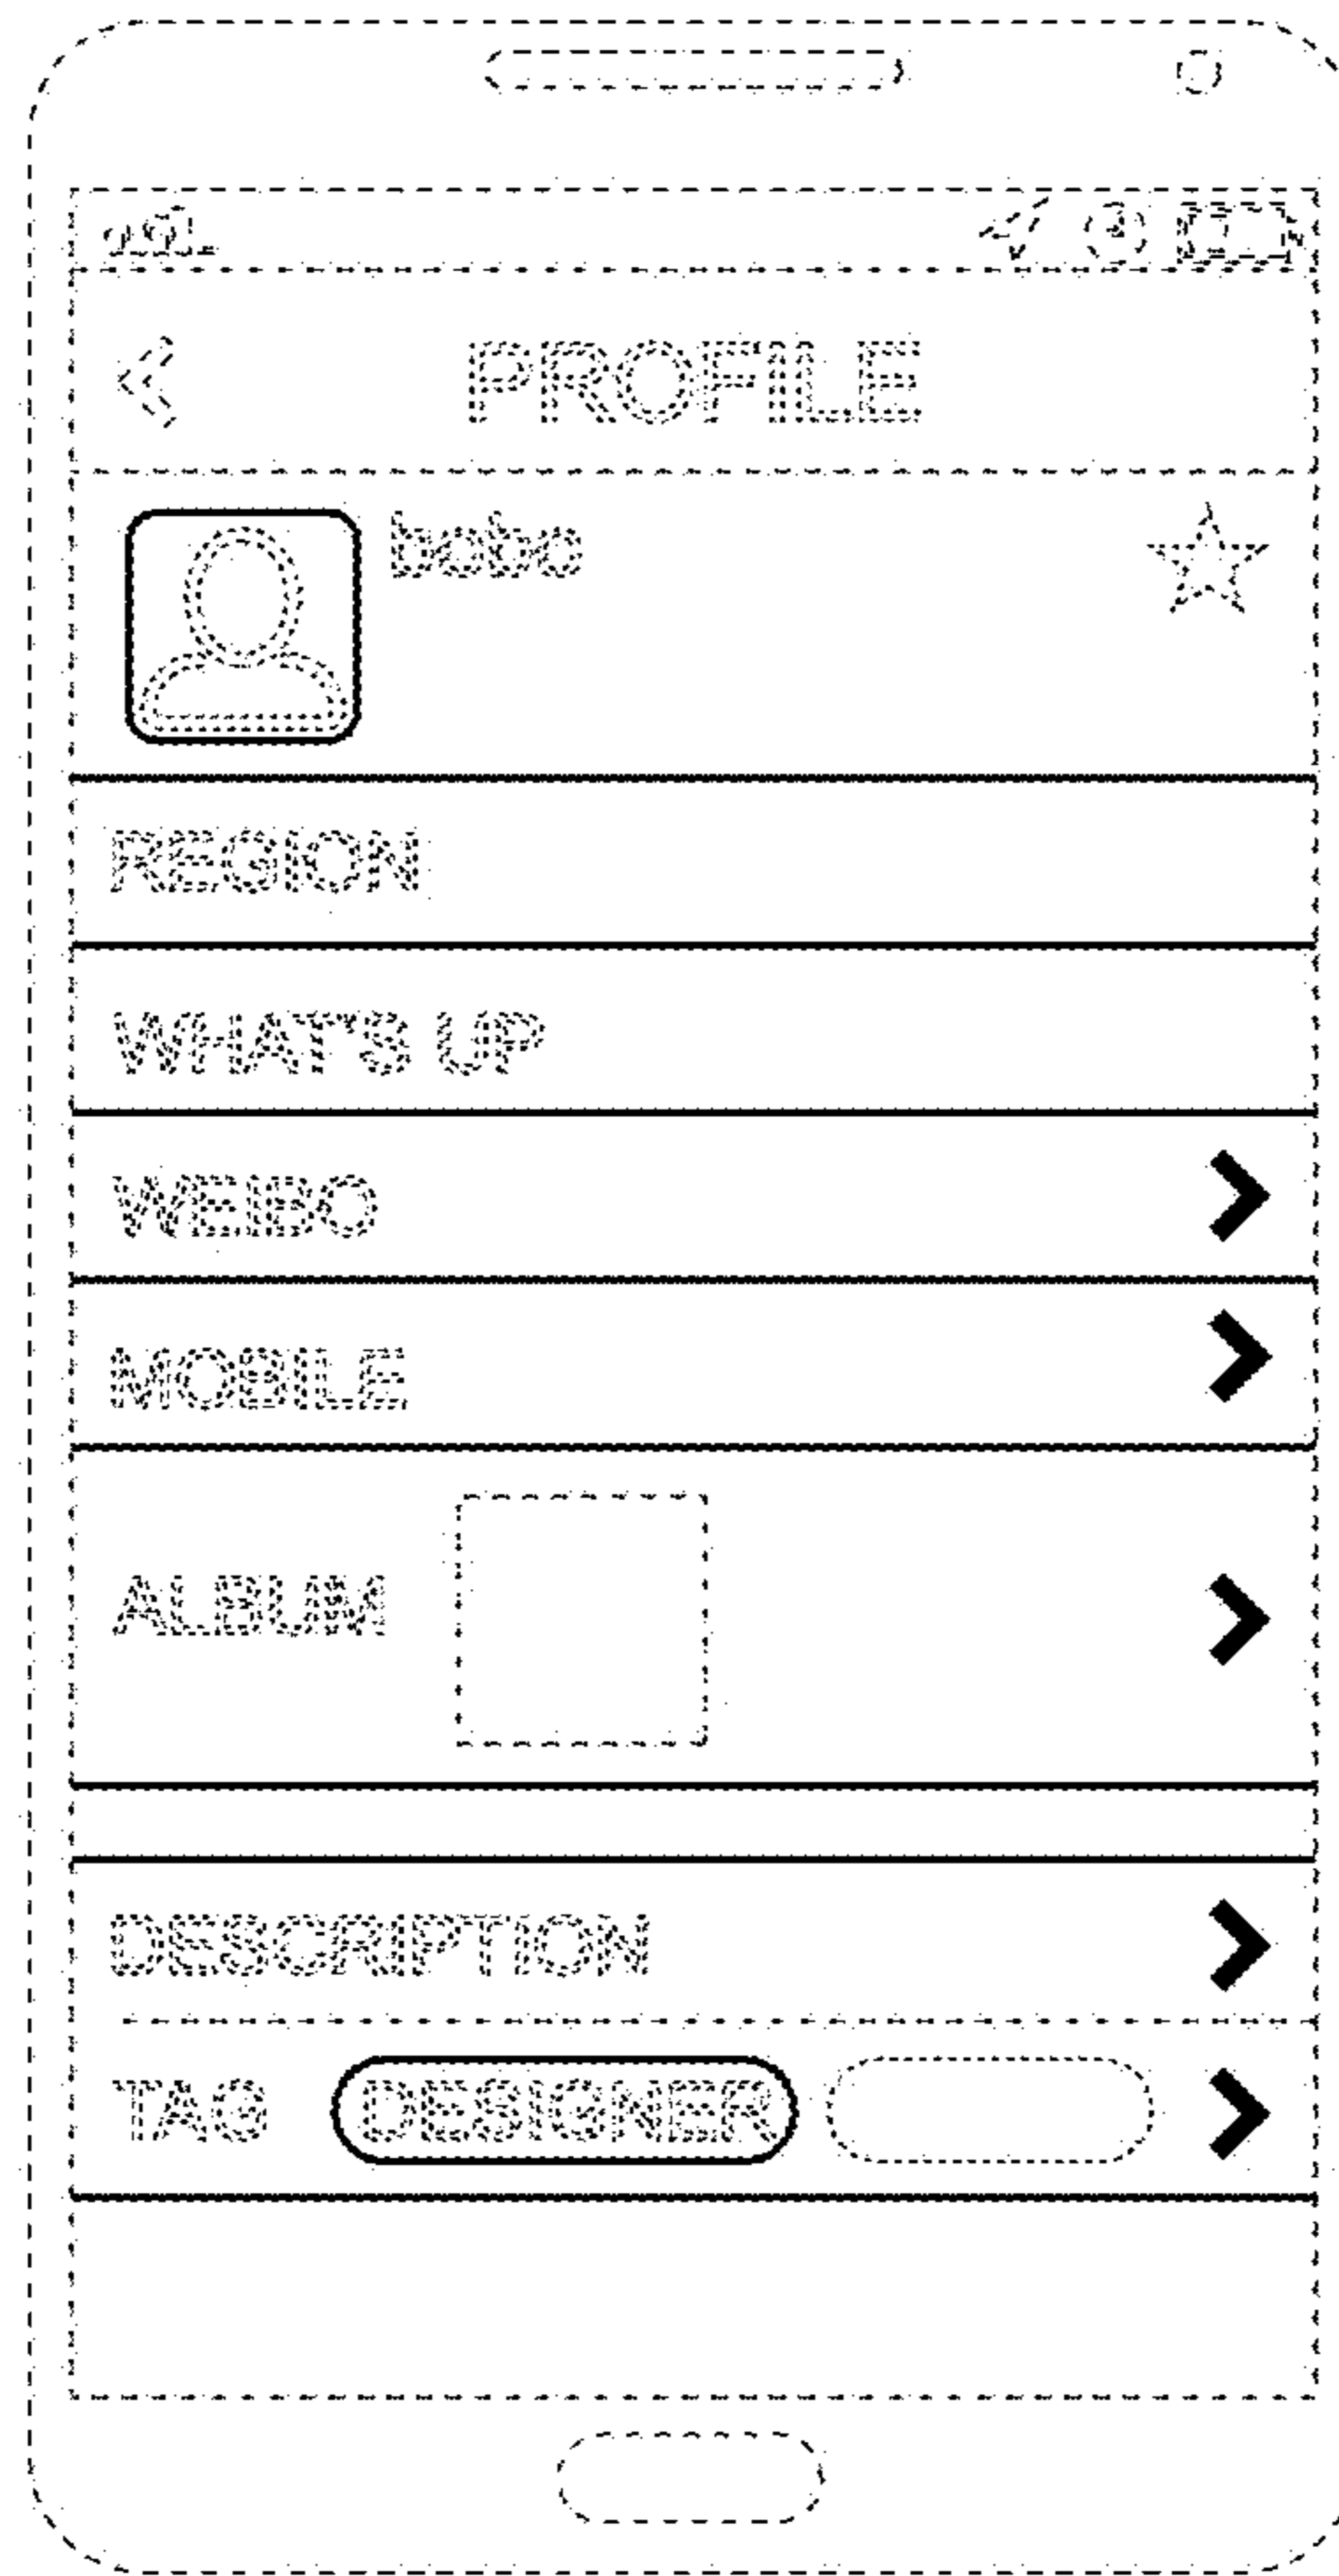 PROFILE
bobo
REGION
WHAT'S UP
WEIBO
MOBILE
ALBUM
DESCRIPTION
TAG DESIGNER